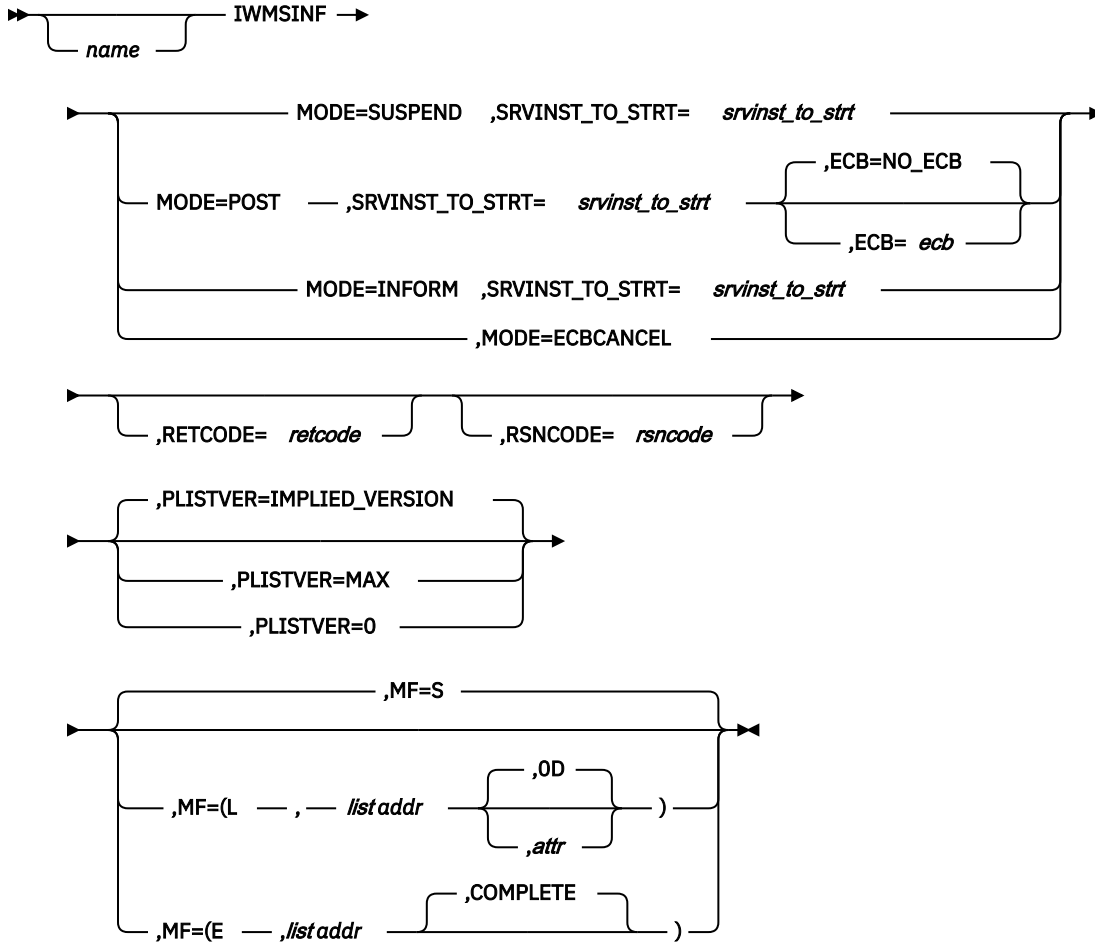 IWMSINF
name
MODE=SUSPEND ,SRVINST_TO_STRT= srvinst_to_strt
,ECB=NO_ECB
MODE=POST ,SRVINST_TO_STRT= srvinst_to_strt
,ECB= ecb
MODE=INFORM ,SRVINST_TO_STRT= srvinst_to_strt
,MODE=ECBCANCEL
,RETCODE= retcode ,RSNCODE= rsncode
,PLISTVER=IMPLIED_VERSION
,PLISTVER=MAX
,PLISTVER=0
,MF=S
,0D
,MF=(L , list addr )
,attr
,COMPLETE
,MF=(E ,list addr )